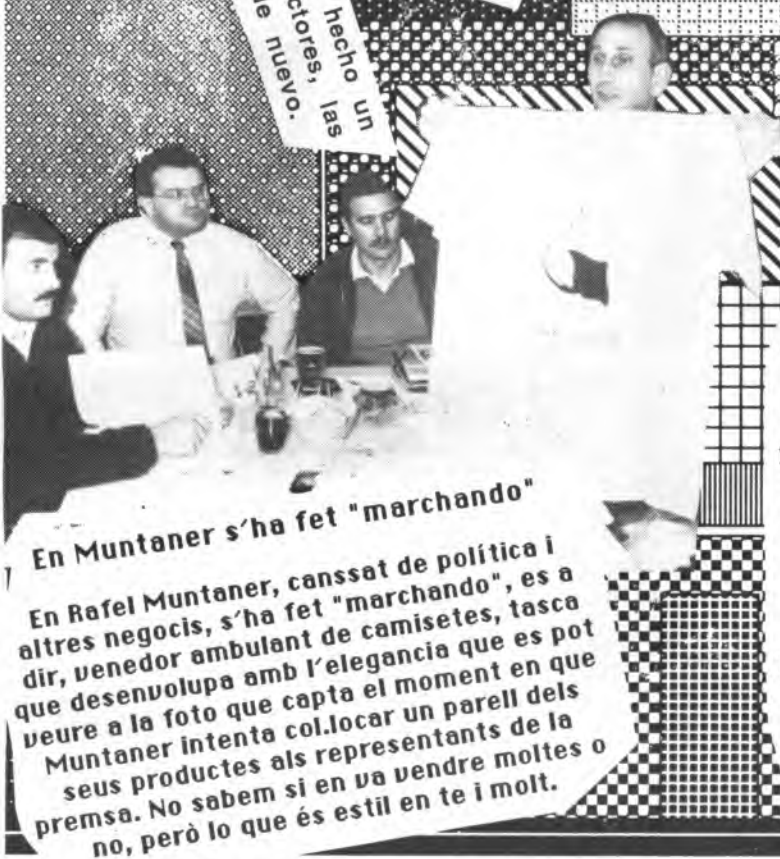 hecho un
ctores, las
e nuevo.
En Muntaner s'ha fet "marchando"
En Rafel Muntaner, canssat de política i
altres negocis, s'ha fet "marchando", es a
dir, venedor ambulant de camisetes, tasca
que desenvolupa amb l'elegancia que es pot
veure a la foto que capta el moment en que
Muntaner intenta col.locar un parell dels
seus productes als representants de la
premsa. No sabem si en va vendre moltes o
no, però lo que és estil en te i molt.